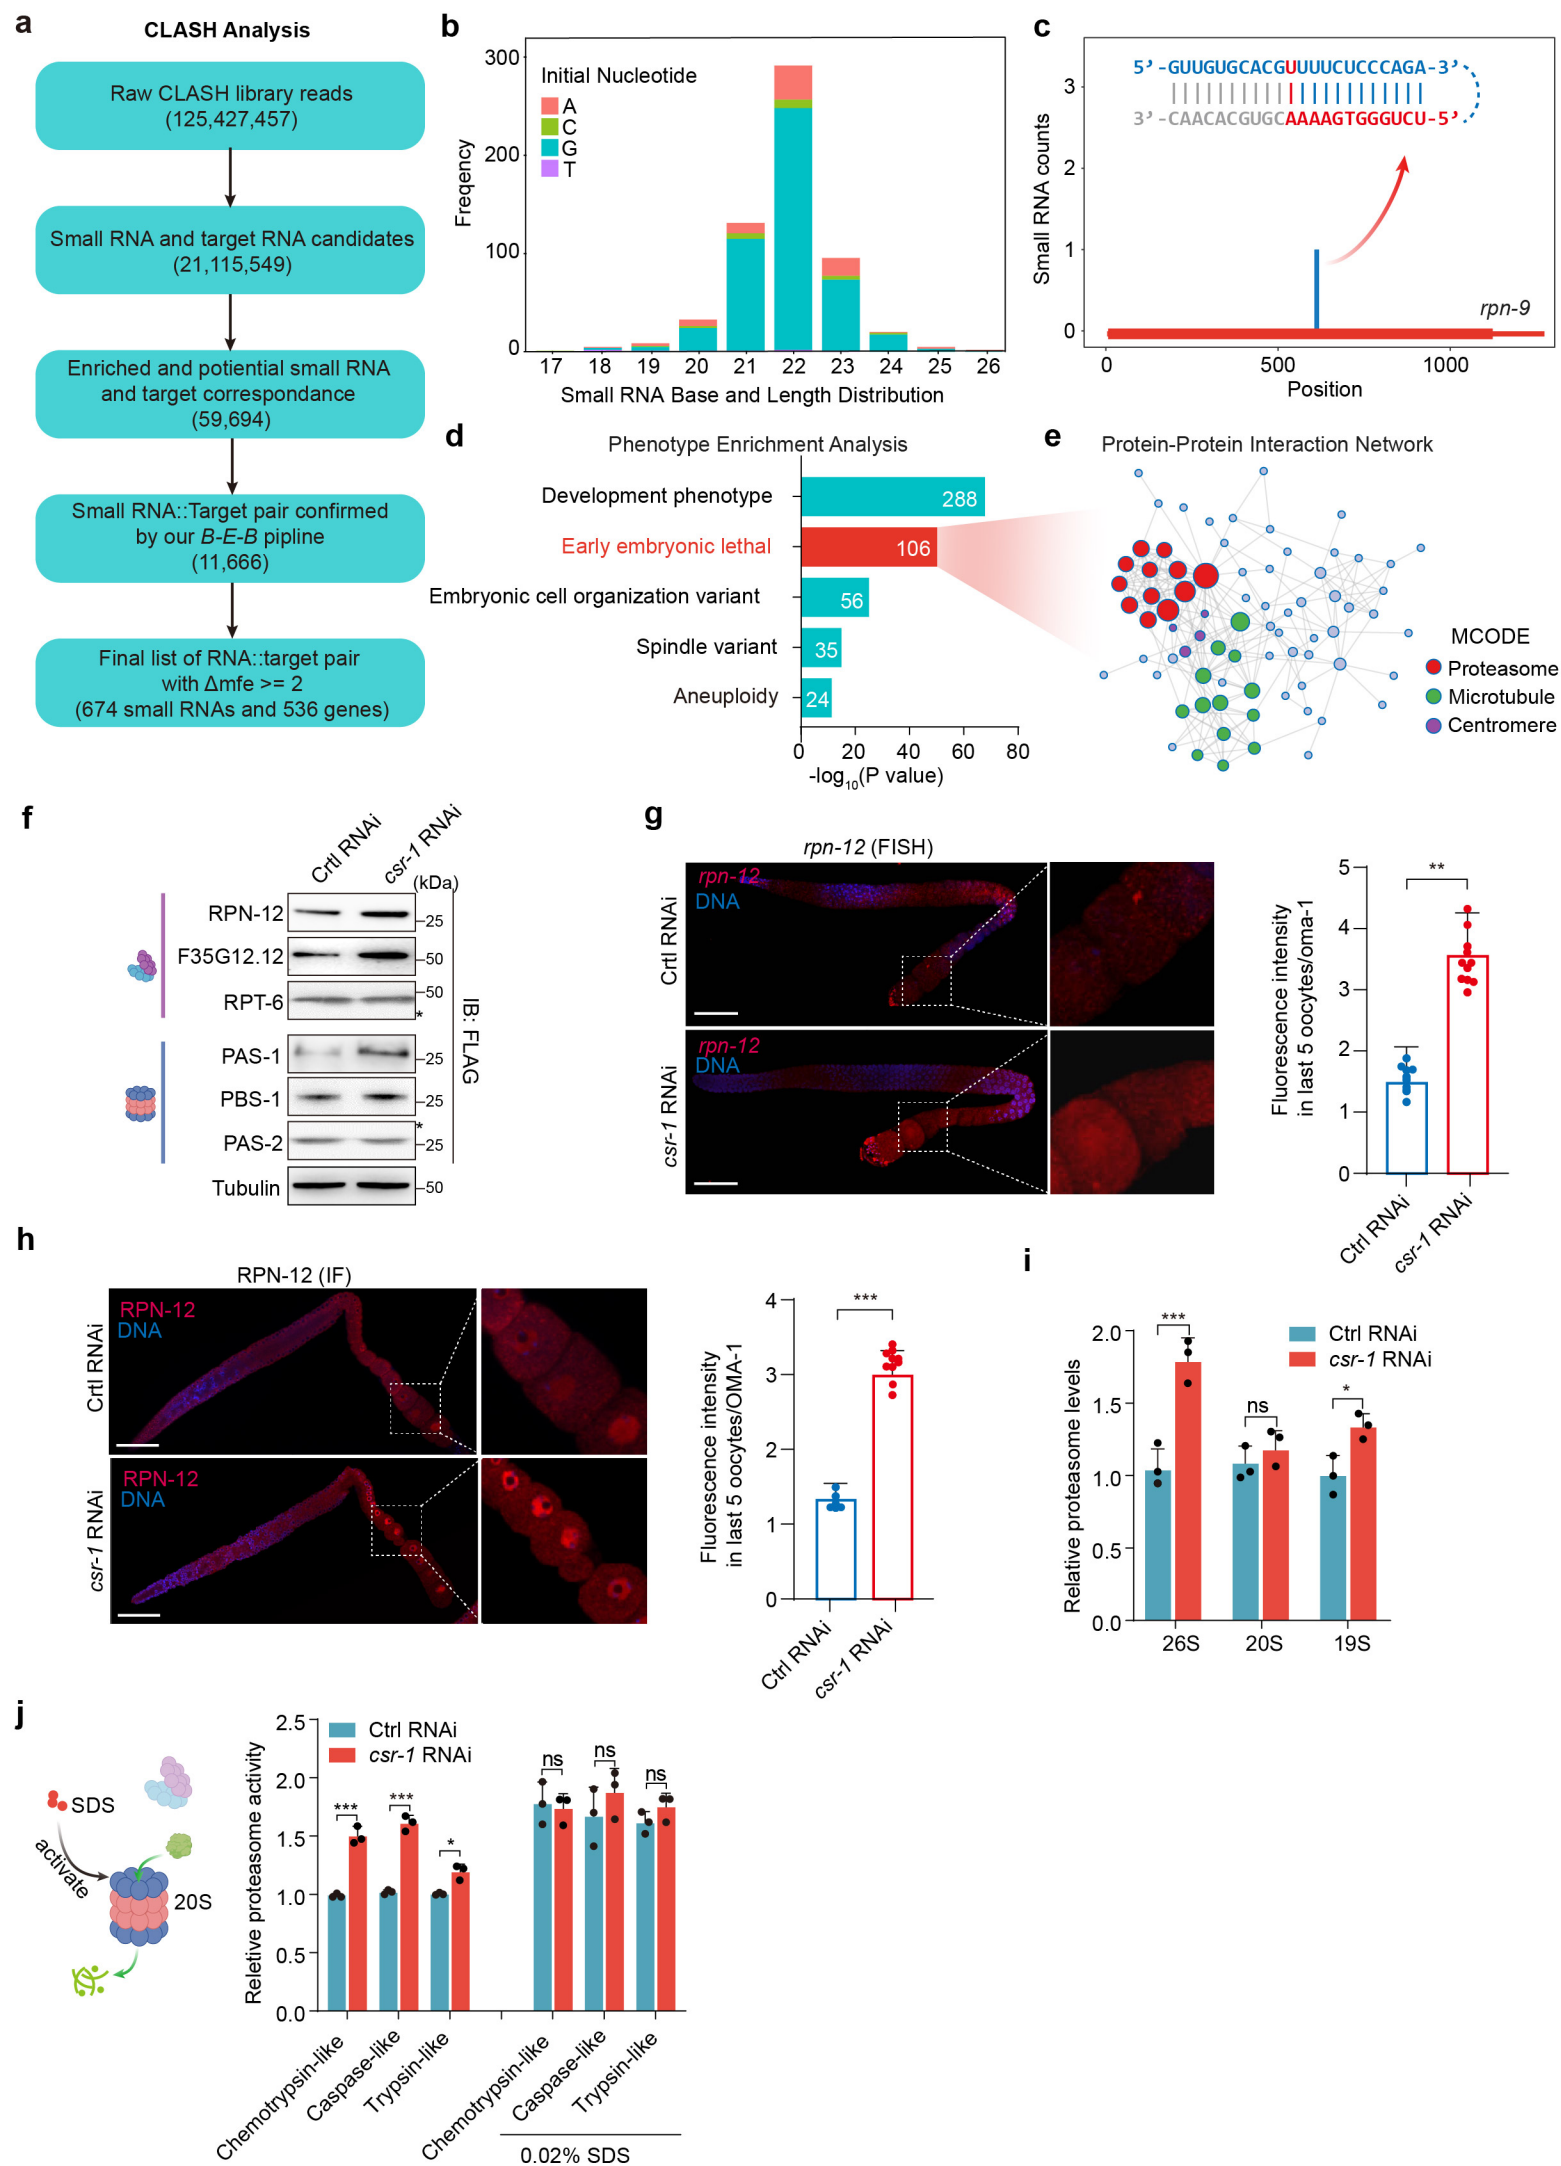 a
CLASH Analysis
Raw CLASH library reads
(125,427,457)
Small RNA and target RNA candidates
(21,115,549)
Enriched and potiential small RNA
and target correspondance
(59,694)
Small RNA::Target pair confirmed
by our B-E-B pipline
(11,666)
Final list of RNA::target pair
with Δmfe >= 2
(674 small RNAs and 536 genes)
b
Initial Nucleotide
A
C
G
T
Freqency
300
200
100
0
17 18 19 20 21 22 23 24 25 26
Small RNA Base and Length Distribution
c
5’-GUUGUGCACGUUUUCUCCCAGA-3’
3’-CAACACGUGCAAAAGTGGGUCU-5’
Small RNA counts
3
2
1
0
rpn-9
0 500 1000
Position
d
Phenotype Enrichment Analysis
Development phenotype 288
Early embryonic lethal 106
Embryonic cell organization variant 56
Spindle variant 35
Aneuploidy 24
0 20 40 60 80
-log10(P value)
e
Protein-Protein Interaction Network
MCODE
Proteasome
Microtubule
Centromere
f
Crtl RNAi
csr-1 RNAi
(kDa)
RPN-12 25
F35G12.12 50
RPT-6 50
*
PAS-1 25
PBS-1 25
*
PAS-2 25
Tubulin 50
IB: FLAG
g
rpn-12 (FISH)
Crtl RNAi
rpn-12
DNA
csr-1 RNAi
rpn-12
DNA
Fluorescence intensity
in last 5 oocytes/oma-1
5
4
3
2
1
0
**
Ctrl RNAi
csr-1 RNAi
h
RPN-12 (IF)
Crtl RNAi
RPN-12
DNA
csr-1 RNAi
RPN-12
DNA
Fluorescence intensity
in last 5 oocytes/OMA-1
4
3
2
1
0
***
Ctrl RNAi
csr-1 RNAi
i
Relative proteasome levels
2.0
1.5
1.0
0.5
0.0
***
ns
*
Ctrl RNAi
csr-1 RNAi
26S 20S 19S
j
SDS
activate
20S
Reletive proteasome activity
2.5
2.0
1.5
1.0
0.5
0.0
Ctrl RNAi
csr-1 RNAi
***
***
*
ns
ns
ns
Chemotrypsin-like
Caspase-like
Trypsin-like
Chemotrypsin-like
Caspase-like
Trypsin-like
0.02% SDS